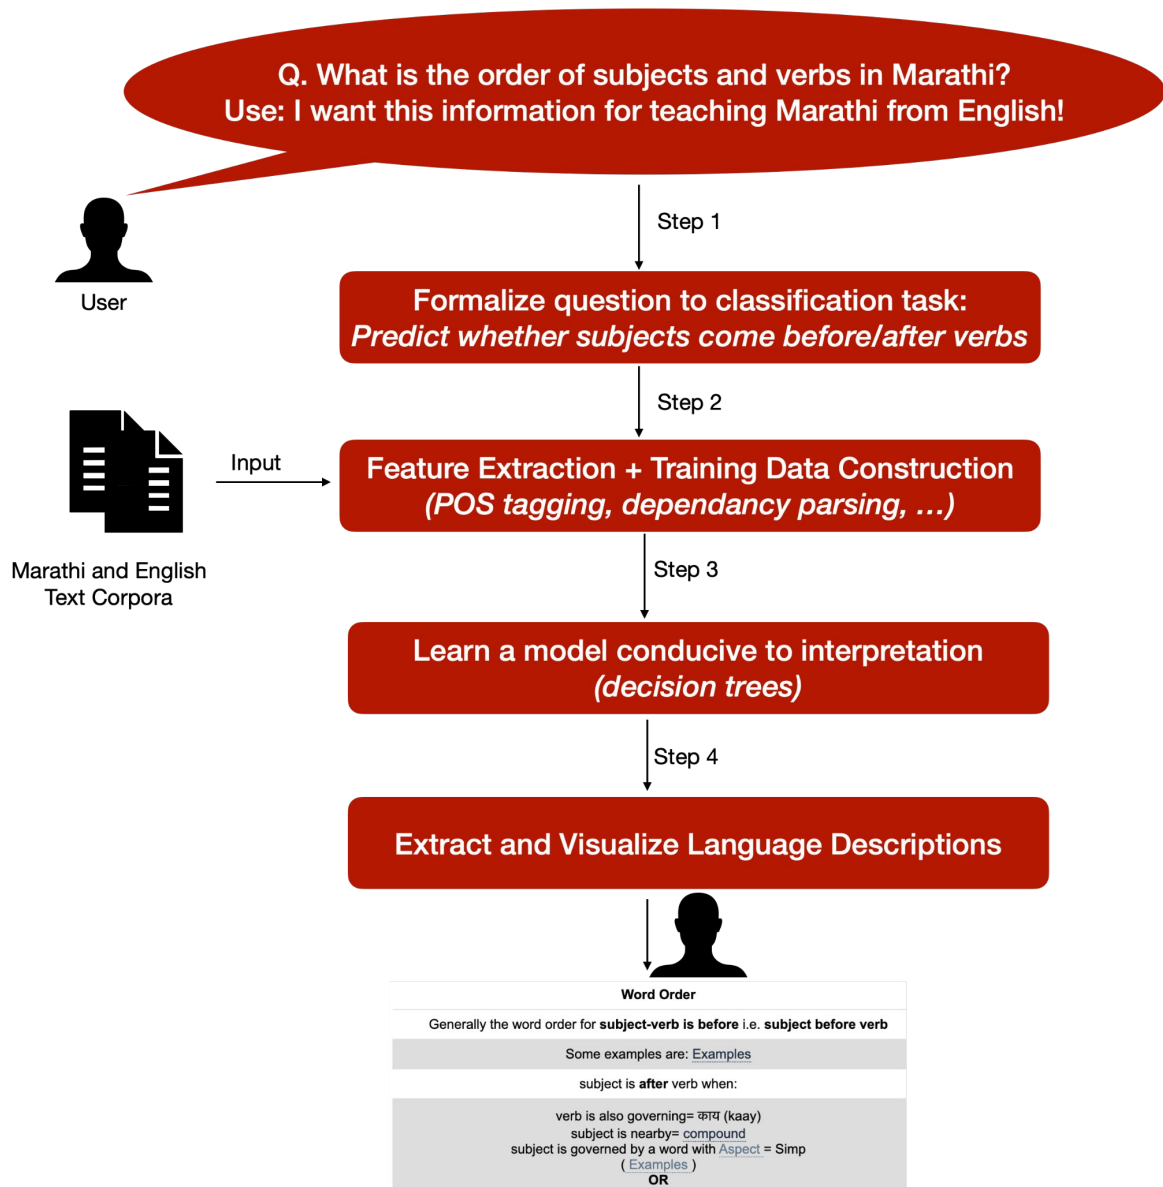 Q. What is the order of subjects and verbs in Marathi?
Use: I want this information for teaching Marathi from English!
Step 1
User
Formalize question to classification task:
Predict whether subjects come before/after verbs
Step 2
Input
Feature Extraction + Training Data Construction
(POS tagging, dependancy parsing, ...)
Marathi and English
Text Corpora
Step 3
Learn a model conducive to interpretation
(decision trees)
Step 4
Extract and Visualize Language Descriptions
Word Order
Generally the word order for subject-verb is before i.e. subject before verb
Some examples are: Examples
subject is after verb when:
verb is also governing= काय (kaay)
subject is nearby= compound
subject is governed by a word with Aspect = Simp
( Examples )
OR